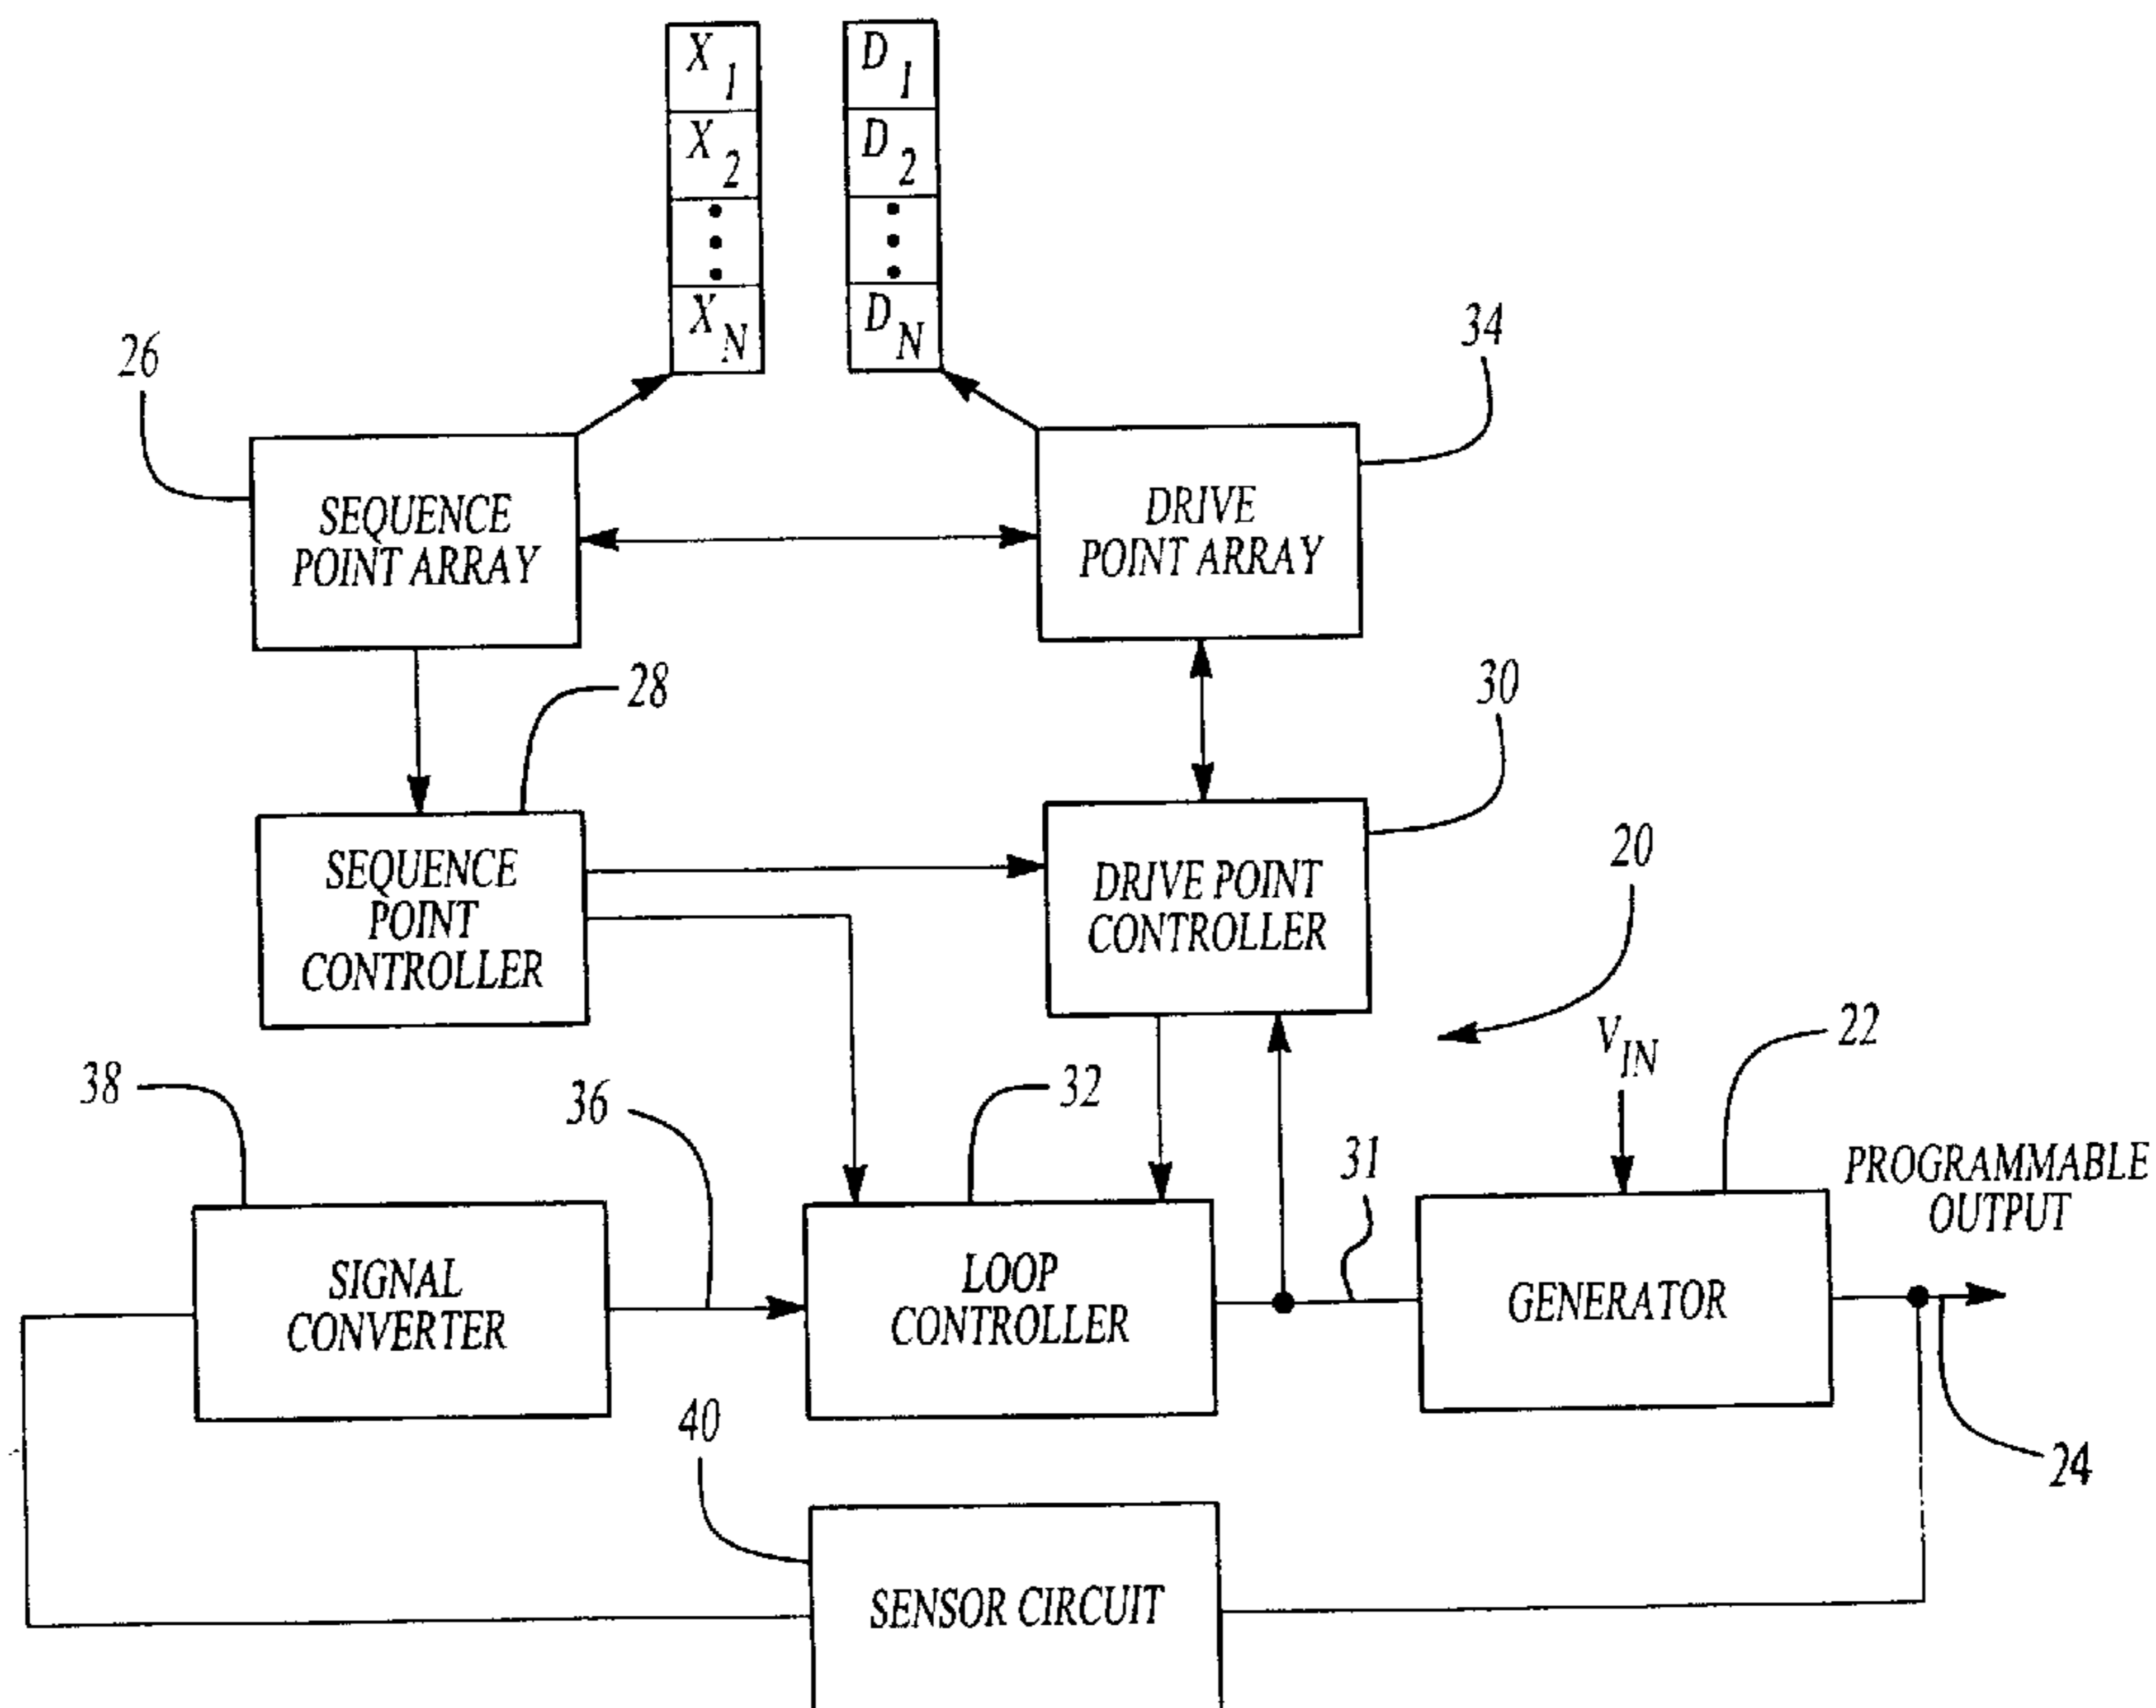 X1
D1
X2
D2
XN
DN
26
34
SEQUENCE
POINT ARRAY
DRIVE
POINT ARRAY
28
30
SEQUENCE
POINT
CONTROLLER
DRIVE POINT
CONTROLLER
20
VIN
22
38
36
32
31
PROGRAMMABLE
OUTPUT
SIGNAL
CONVERTER
LOOP
CONTROLLER
GENERATOR
40
24
SENSOR CIRCUIT